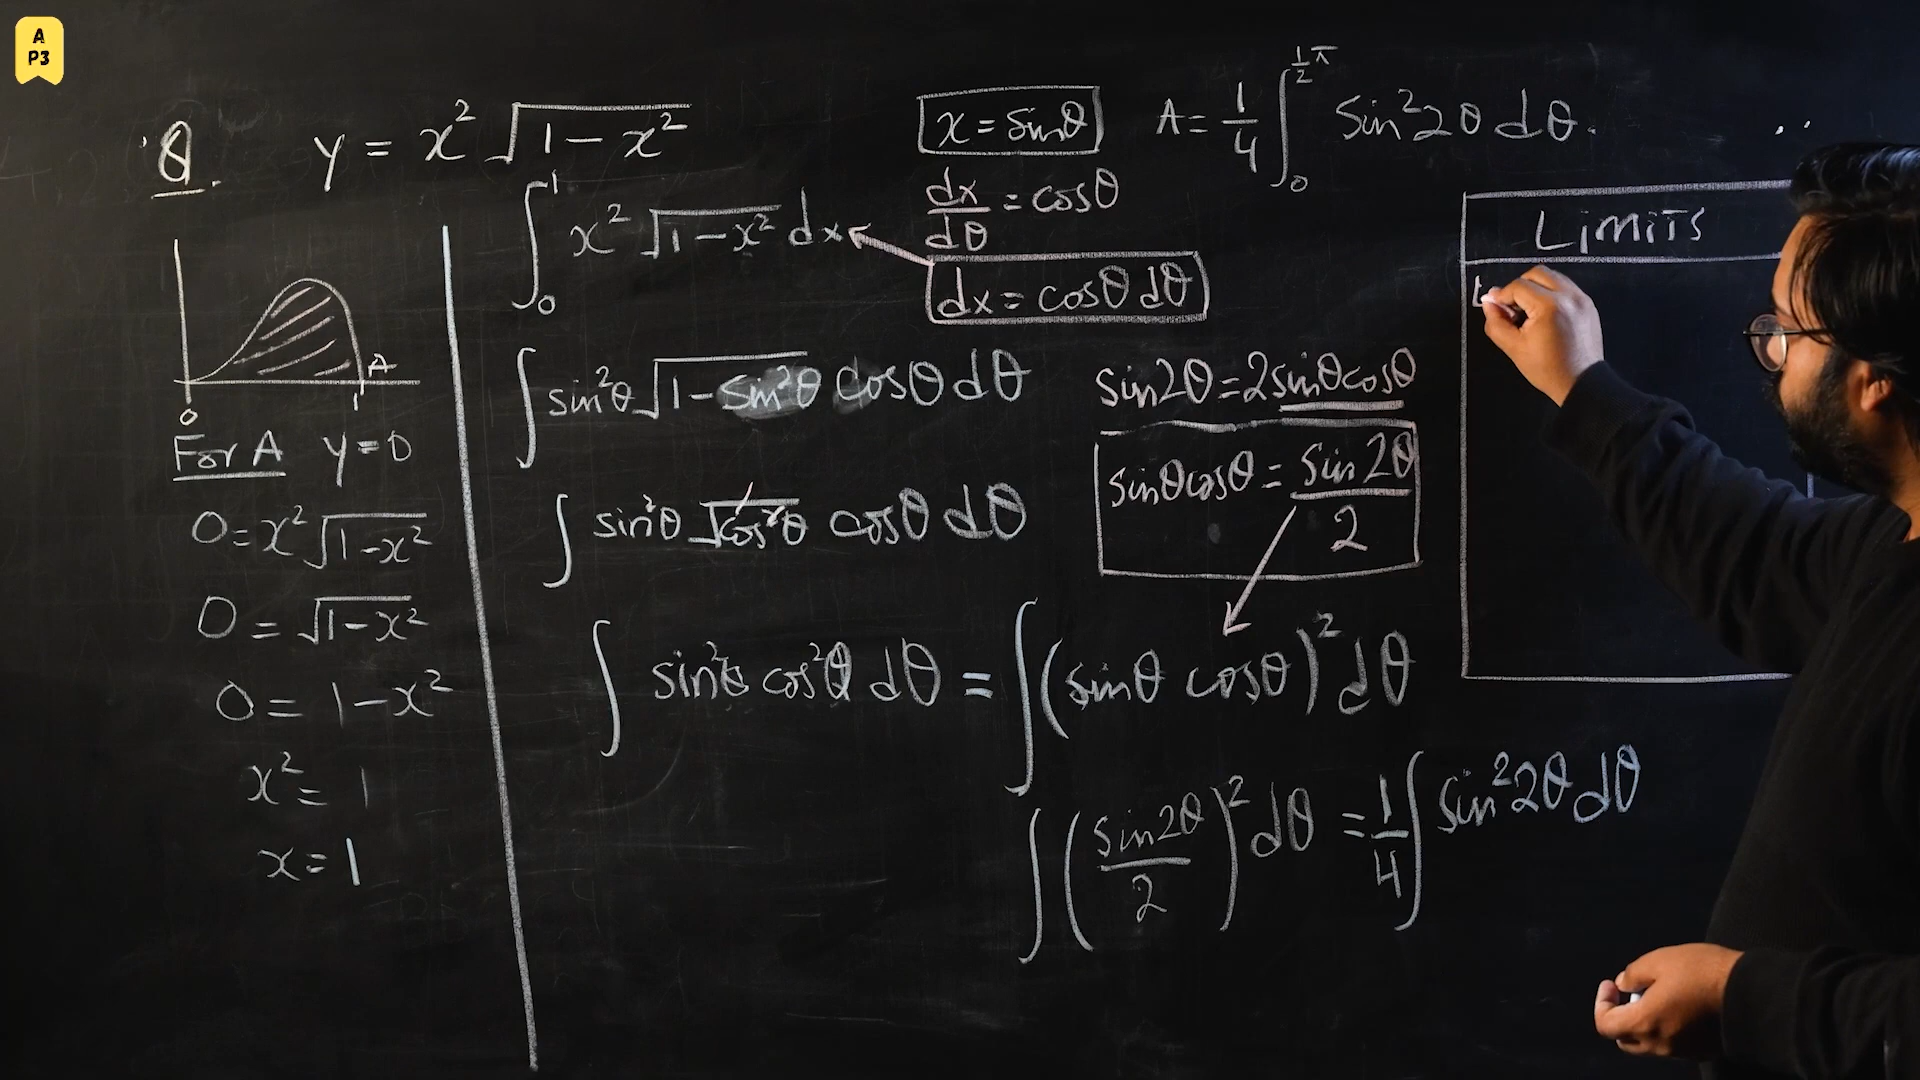 A
P3
Q. y = x² √(1 - x²)
∫₀¹ x² √(1-x²) dx
x = sinθ
dx/dθ = cosθ
dx = cosθ dθ
A = 1/4 ∫₀^(1/2 π) Sin²2θ dθ.
Limits
A
0
1
∫ sin²θ √(1-Sin²θ) cosθ dθ
sin2θ = 2sinθcosθ
For A y=0
sinθcosθ = Sin 2θ/2
0 = x² √(1-x²)
∫ sin²θ √(cos²θ) cosθ dθ
0 = √(1-x²)
∫ sin²θ cos²θ dθ = ∫ (sinθ cosθ)² dθ
0 = 1-x²
x² = 1
∫ (sin2θ/2)² dθ = 1/4 ∫ Sin²2θ dθ
x = 1